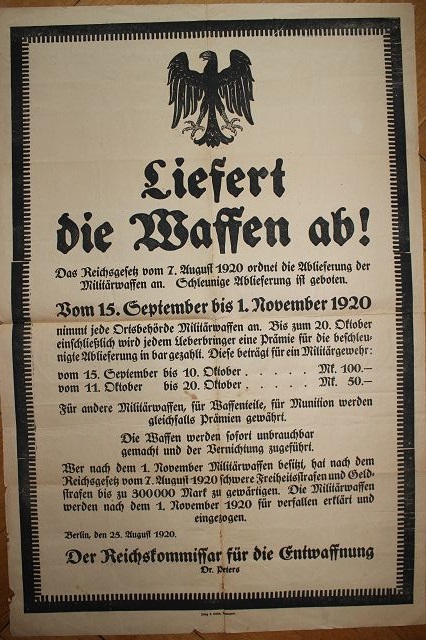 Liefert
die Waffen ab!
Das Reichsgesetz vom 7. August 1920 ordnet die Ablieferung der
Militärwaffen an. Schleunige Ablieferung ist geboten.
Vom 15. September bis 1. November 1920
nimmt jede Ortsbehörde Militärwaffen an. Bis zum 20. Oktober
einschließlich wird jedem Ueberbringer eine Prämie für die beschleu-
nigte Ablieferung in bar gezahlt. Diese beträgt für ein Militärgewehr:
vom 15. September bis 10. Oktober . . . . . . Mk. 100.—
vom 11. Oktober bis 20. Oktober . . . . . . Mk. 50.—
Für andere Militärwaffen, für Waffenteile, für Munition werden
gleichfalls Prämien gewährt.
Die Waffen werden sofort unbrauchbar
gemacht und der Vernichtung zugeführt.
Wer nach dem 1. November Militärwaffen besitzt, hat nach dem
Reichsgesetz vom 7. August 1920 schwere Freiheitsstrafen und Geld-
strafen bis zu 300000 Mark zu gewärtigen. Die Militärwaffen
werden nach dem 1. November 1920 für verfallen erklärt und
eingezogen.
Berlin, den 25. August 1920.
Der Reichskommissar für die Entwaffnung
Dr. Peters